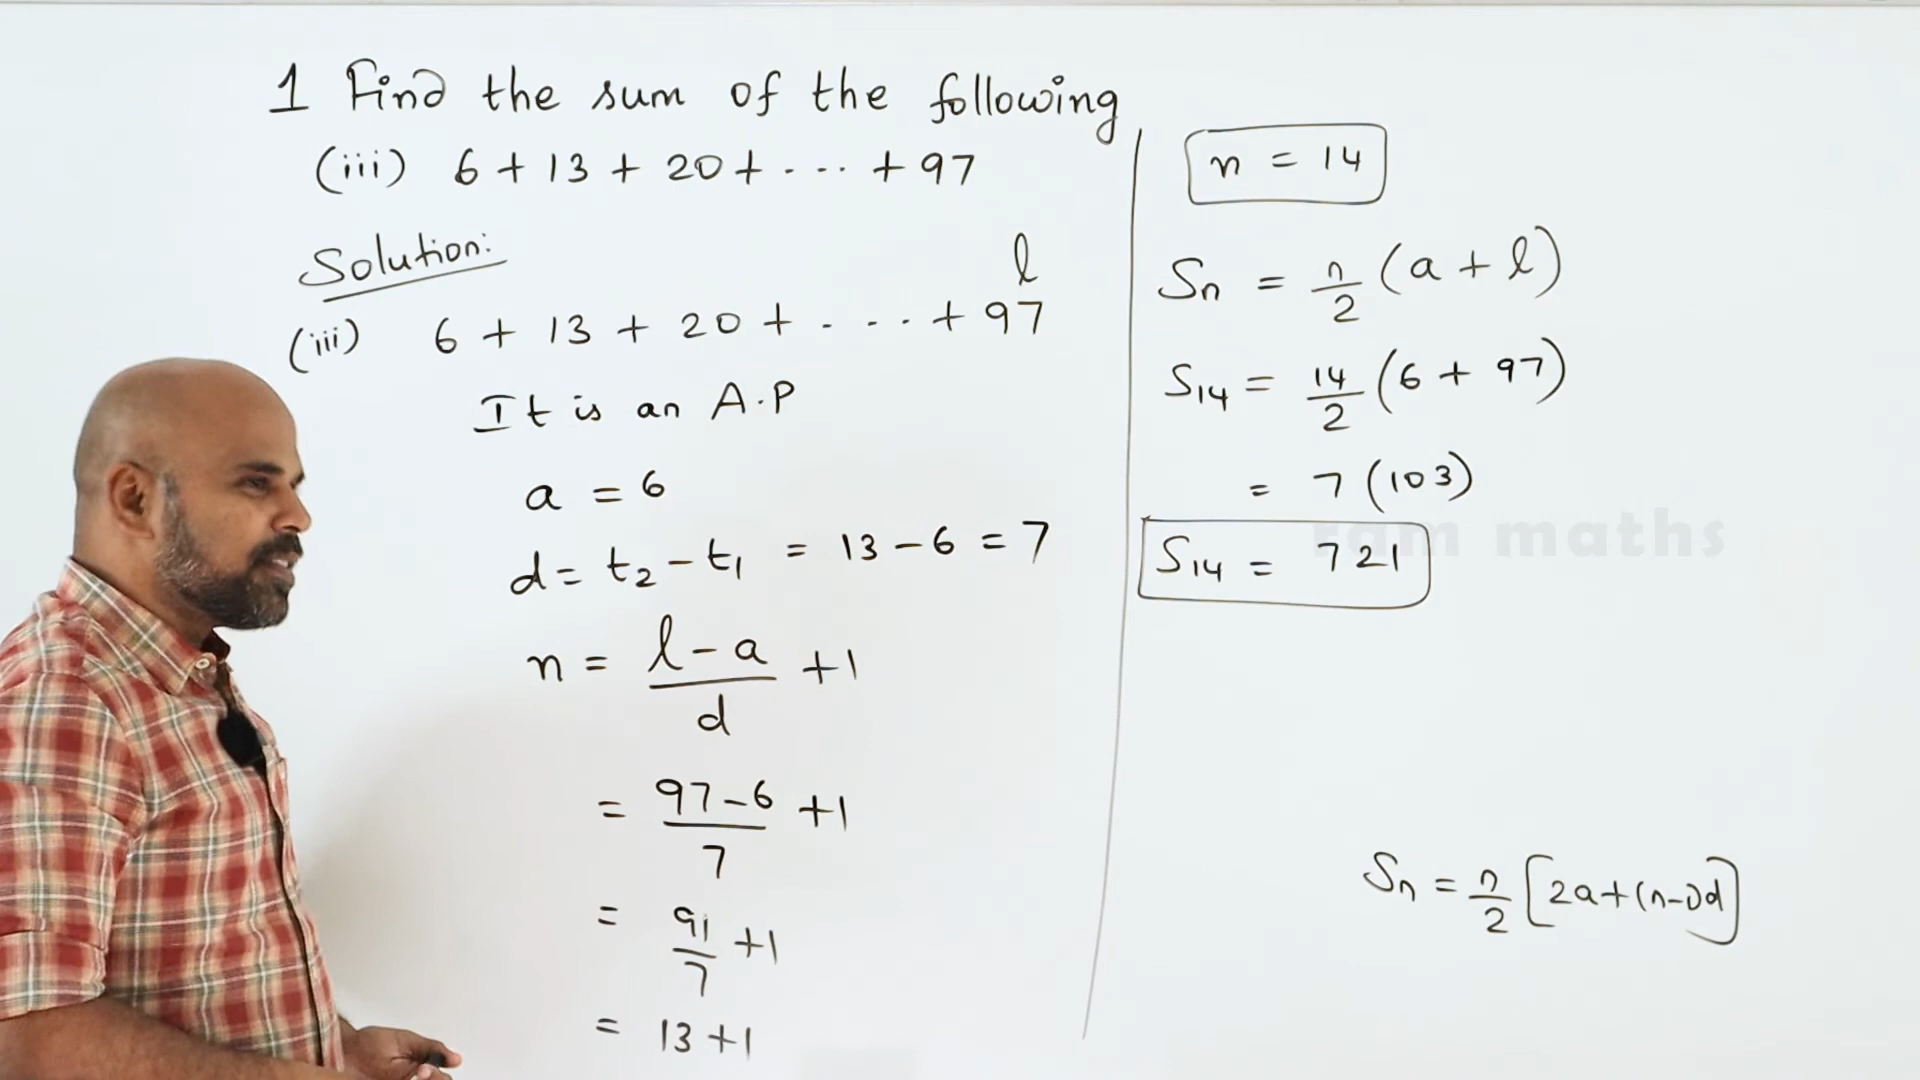 1 Find the sum of the following
(iii) 6 + 13 + 20 + - - - + 97
Solution:
l
(iii) 6 + 13 + 20 + - - - + 97
It is an A.P
a = 6
d = t₂ - t₁ = 13 - 6 = 7
n = (l - a)/d + 1
= (97 - 6)/7 + 1
= 91/7 + 1
= 13 + 1
n = 14
Sn = n/2 (a + l)
S₁₄ = 14/2 (6 + 97)
= 7 (103)
S₁₄ = 721
ram maths
Sn = n/2 [2a + (n-1)d]